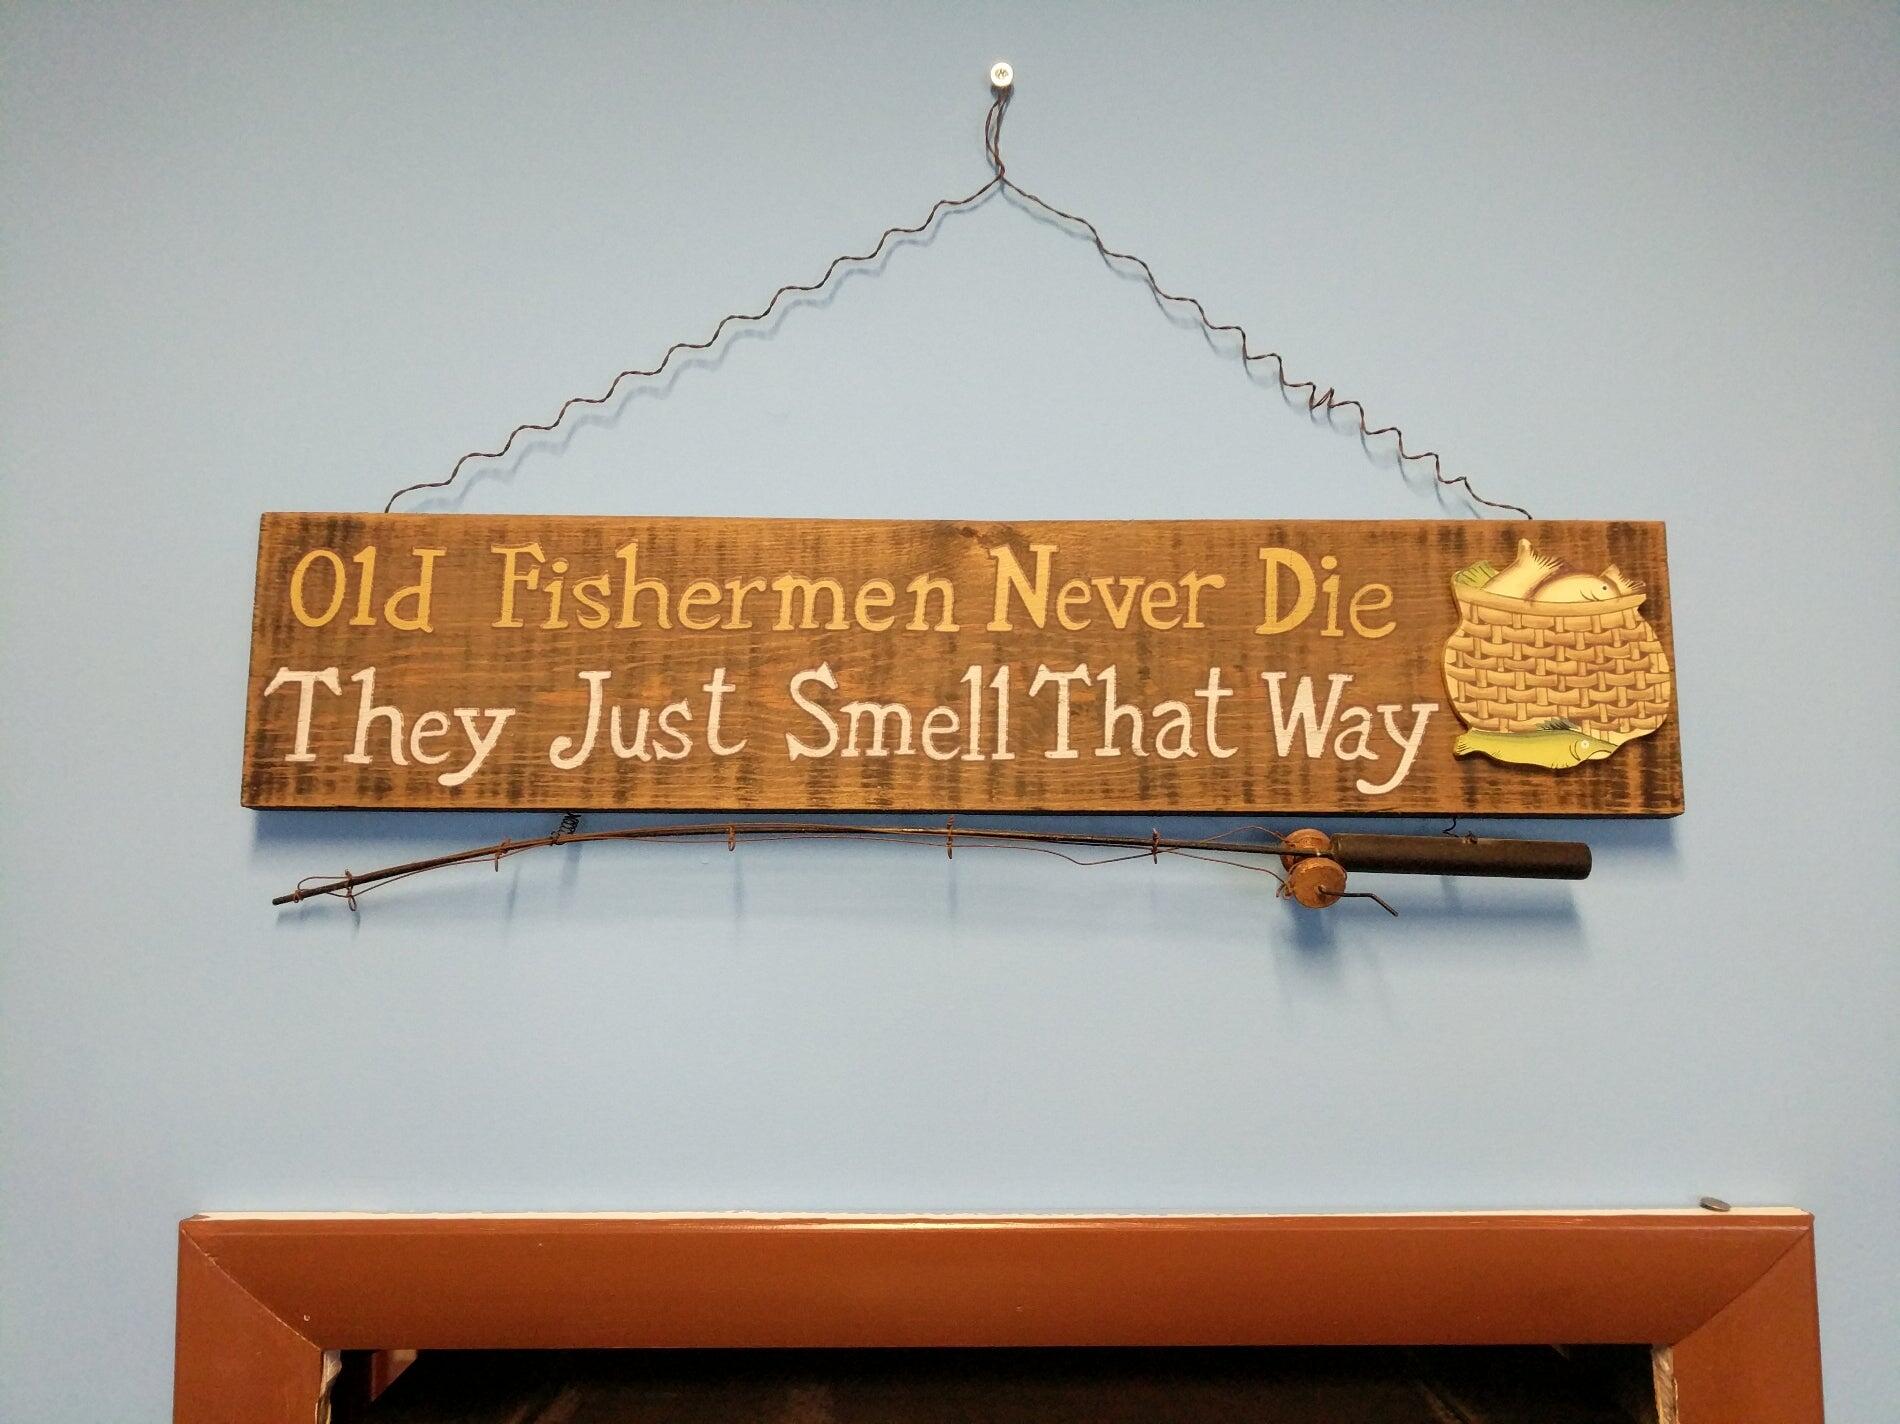 Old Fishermen Never Die
They Just Smell That Way